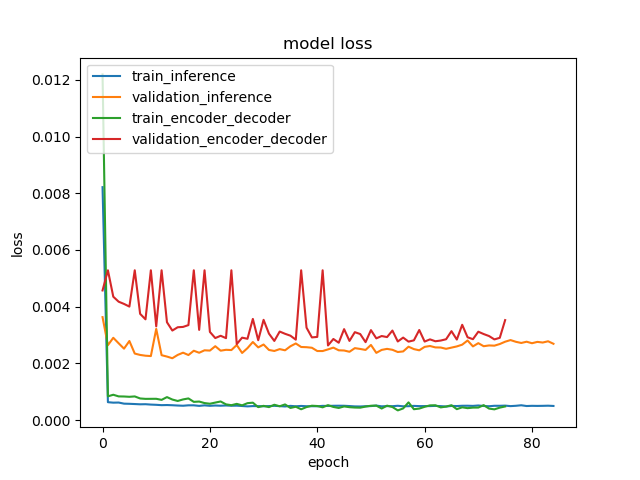 model loss
train_inference
validation_inference
train_encoder_decoder
validation_encoder_decoder
0.012
0.010
0.008
0.006
0.004
0.002
0.000
loss
0 20 40 60 80
epoch